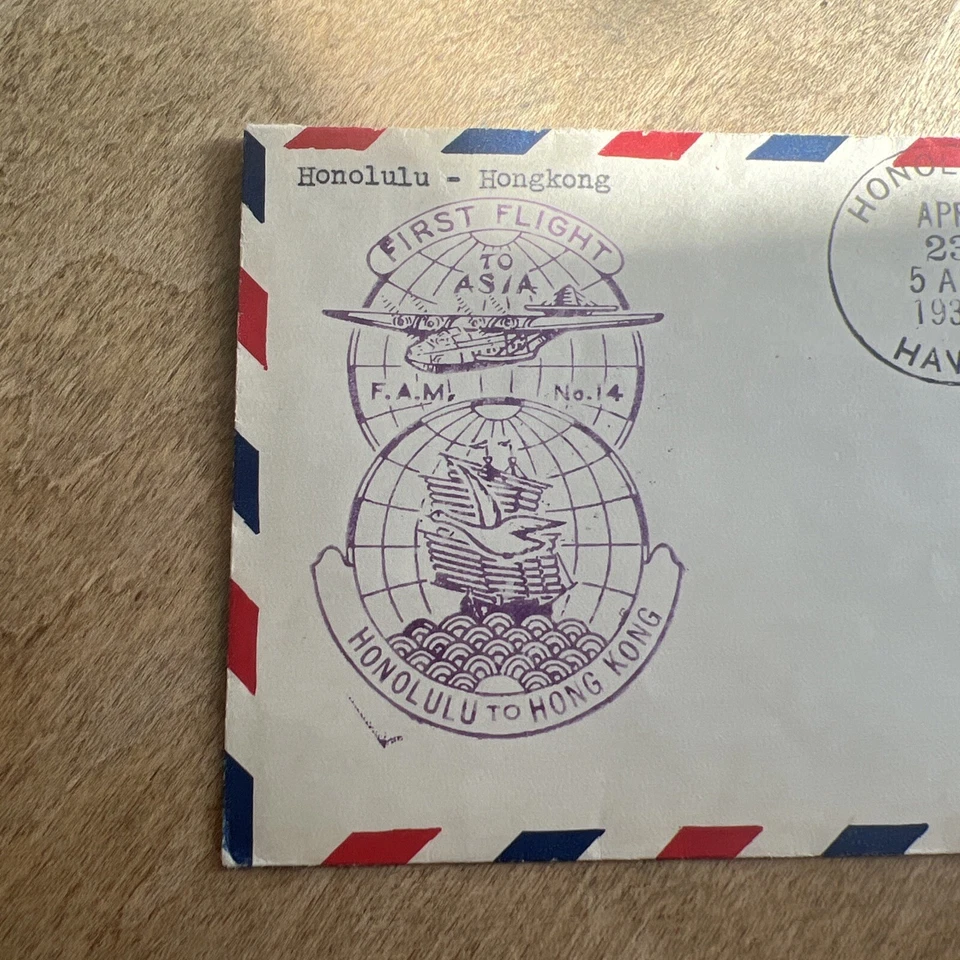 Honolulu - Hongkong
FIRST FLIGHT
TO
ASIA
F.A.M. No.14
HONOLULU TO HONG KONG
APR
23
5 A
193
HAW